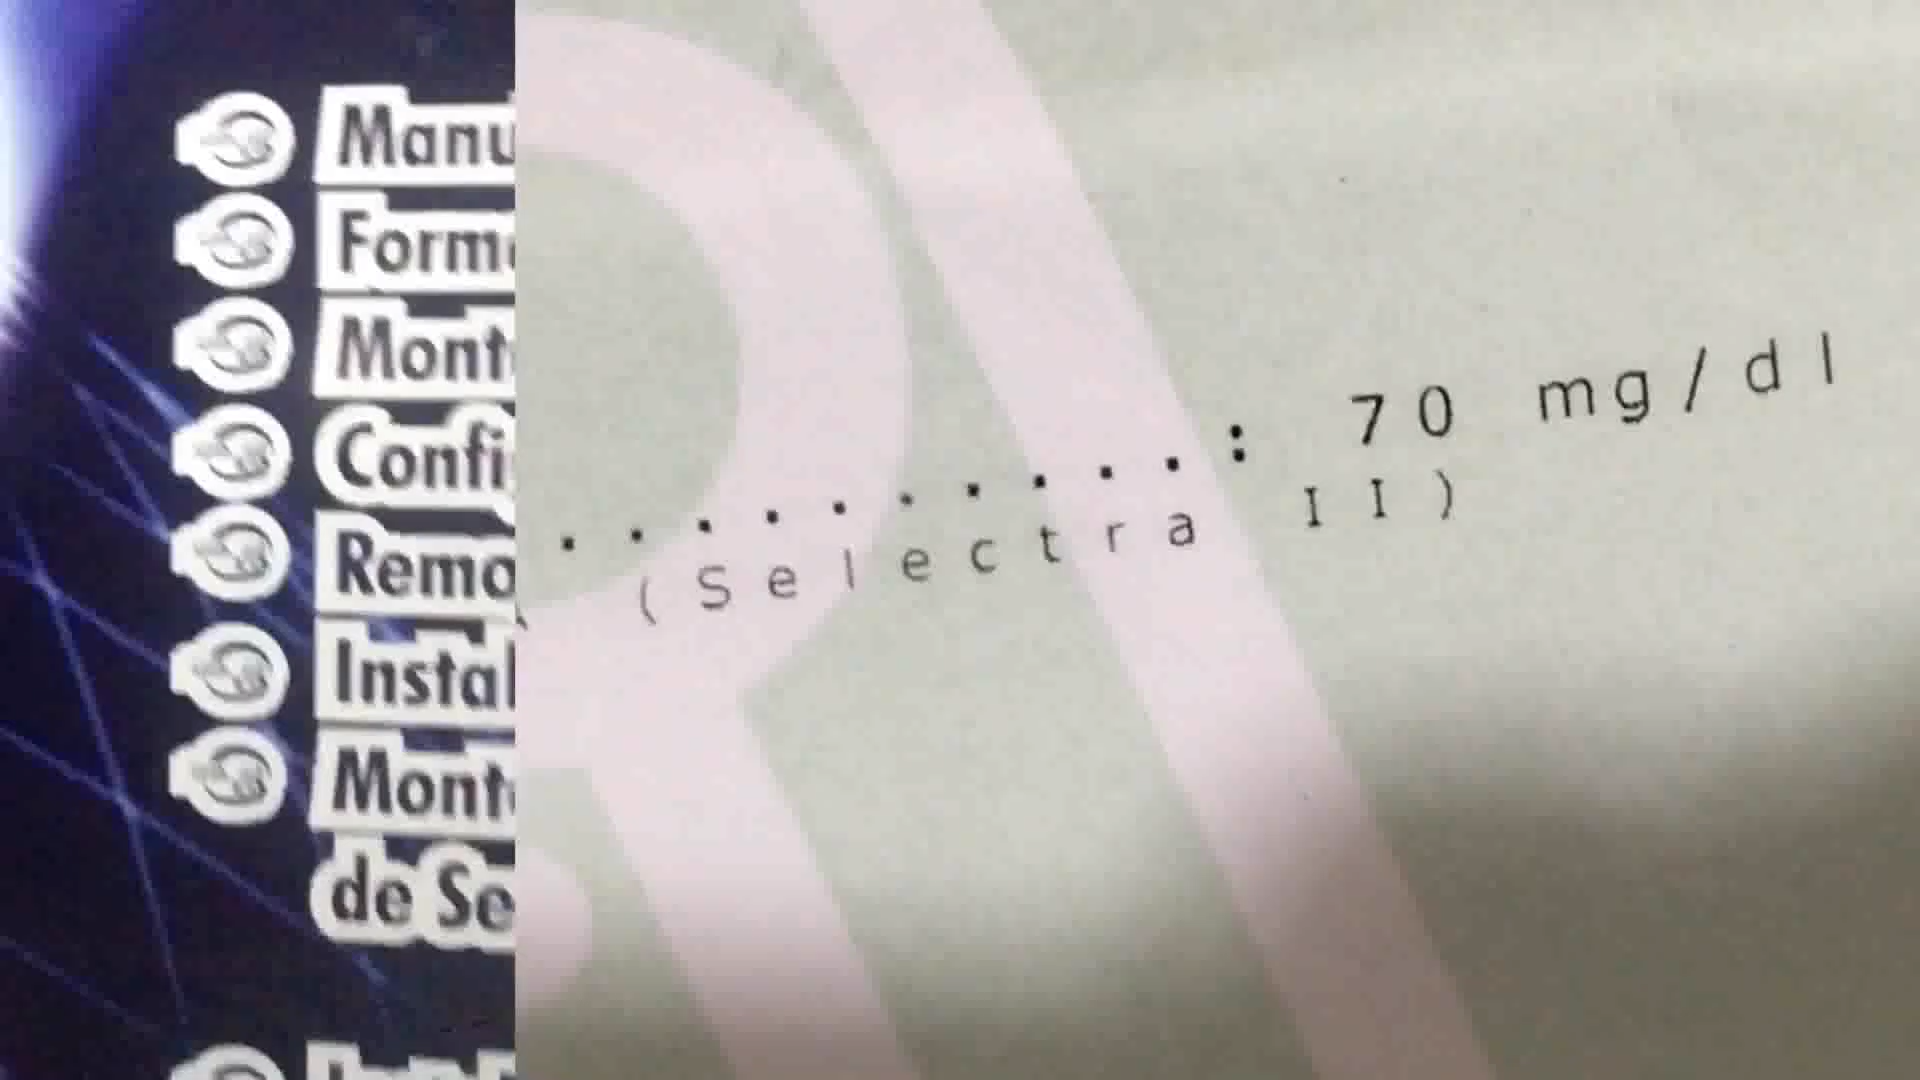 Manu
Form
Mont
Confi
Remo
Instal
Mont
de Se
. . . . . . . . . . : 70 mg/dl
(Selectra II)